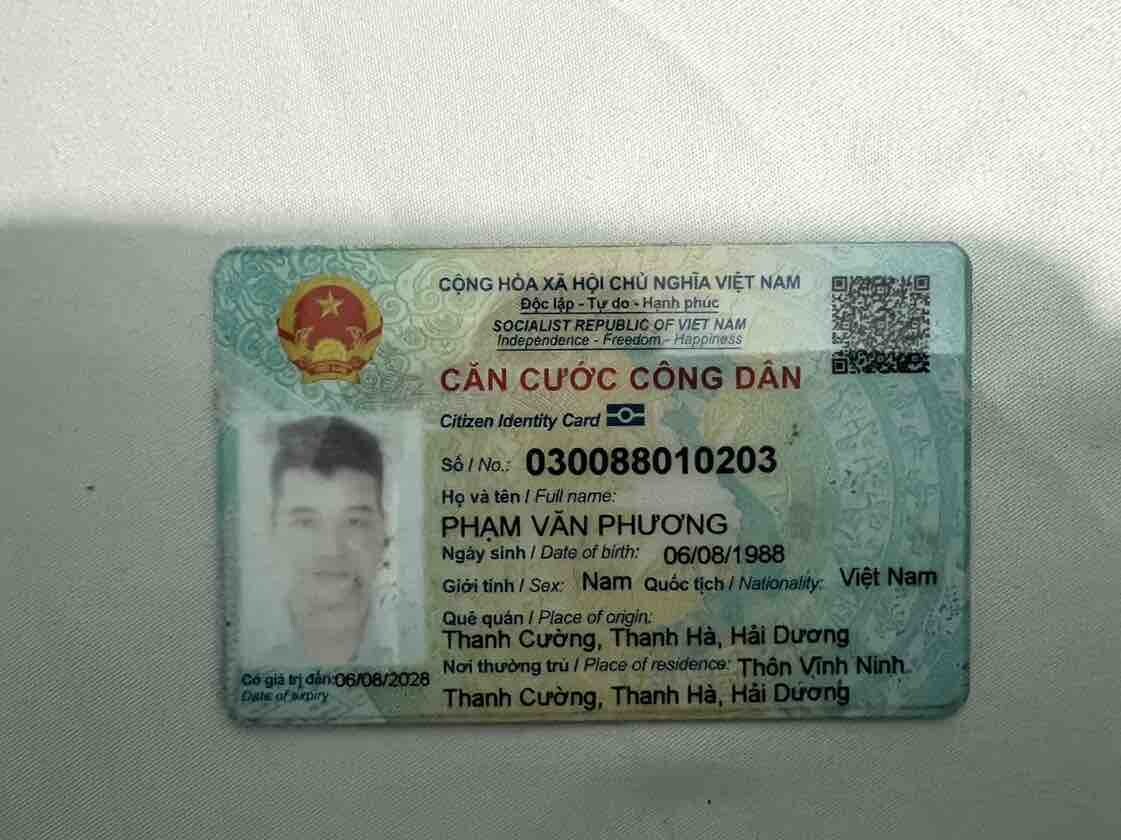 CỘNG HÒA XÃ HỘI CHỦ NGHĨA VIỆT NAM
Độc lập - Tự do - Hạnh phúc
SOCIALIST REPUBLIC OF VIET NAM
Independence - Freedom - Happiness
CĂN CƯỚC CÔNG DÂN
Citizen Identity Card
Số / No.: 030088010203
Họ và tên / Full name:
PHẠM VĂN PHƯƠNG
Ngày sinh / Date of birth: 06/08/1988
Giới tính / Sex: Nam Quốc tịch / Nationality: Việt Nam
Quê quán / Place of origin:
Thanh Cường, Thanh Hà, Hải Dương
Nơi thường trú / Place of residence: Thôn Vĩnh Ninh
Thanh Cường, Thanh Hà, Hải Dương
Có giá trị đến: 06/08/2028
Date of expiry